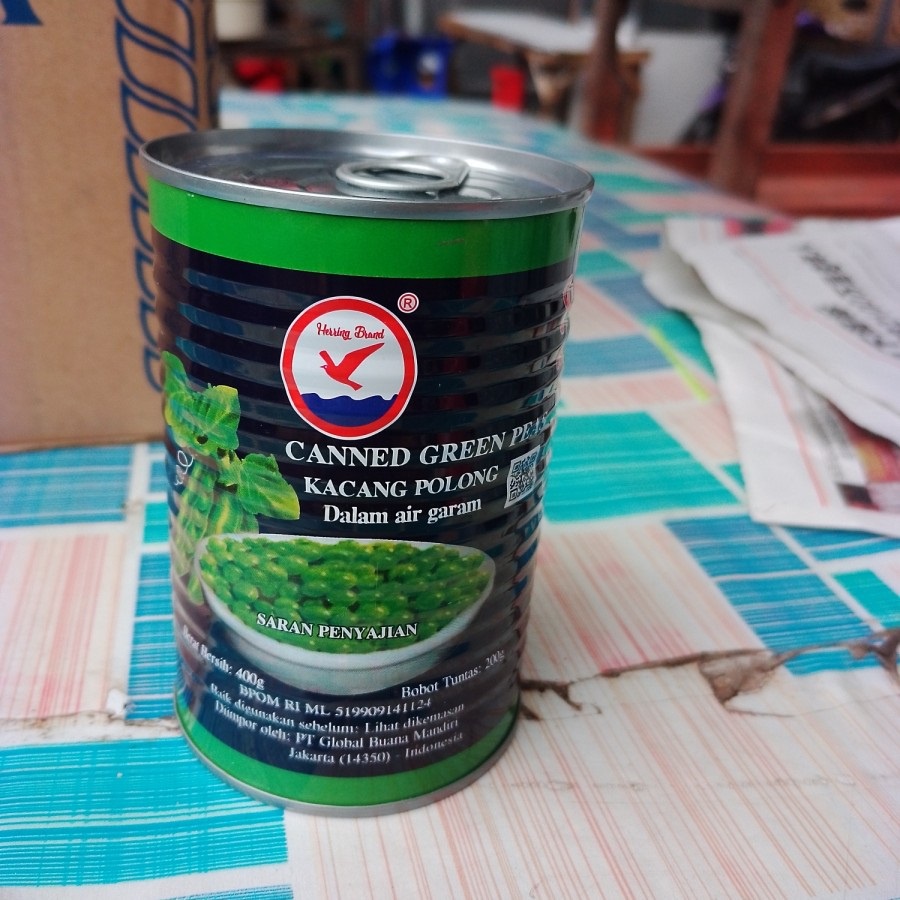 Herring Brand
®
CANNED GREEN PEAS
KACANG POLONG
Dalam air garam
SARAN PENYAJIAN
Berat Bersih: 400g
Bobot Tuntas: 200g
BPOM RI ML 519909141124
Baik digunakan sebelum: Lihat dikemasan
Diimpor oleh: PT Global Buana Mandiri
Jakarta (14350) - Indonesia